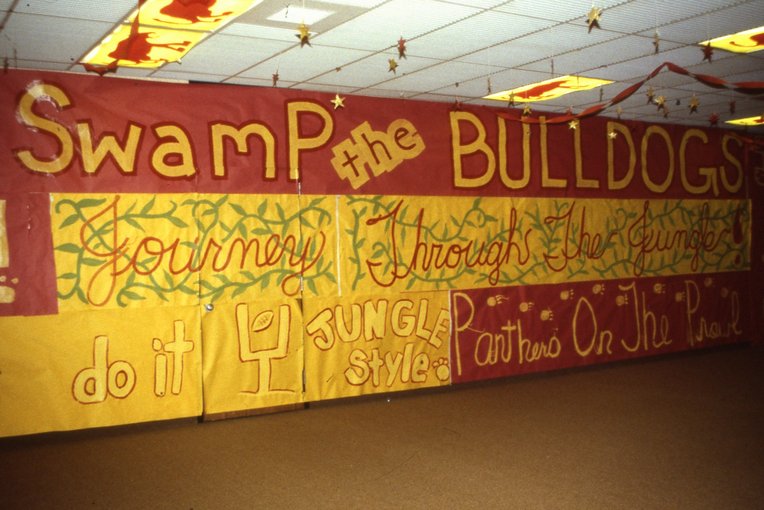 Swamp the BULLDOGS
Journey Through The Jungle!
do it JUNGLE style
Panthers On The Prowl